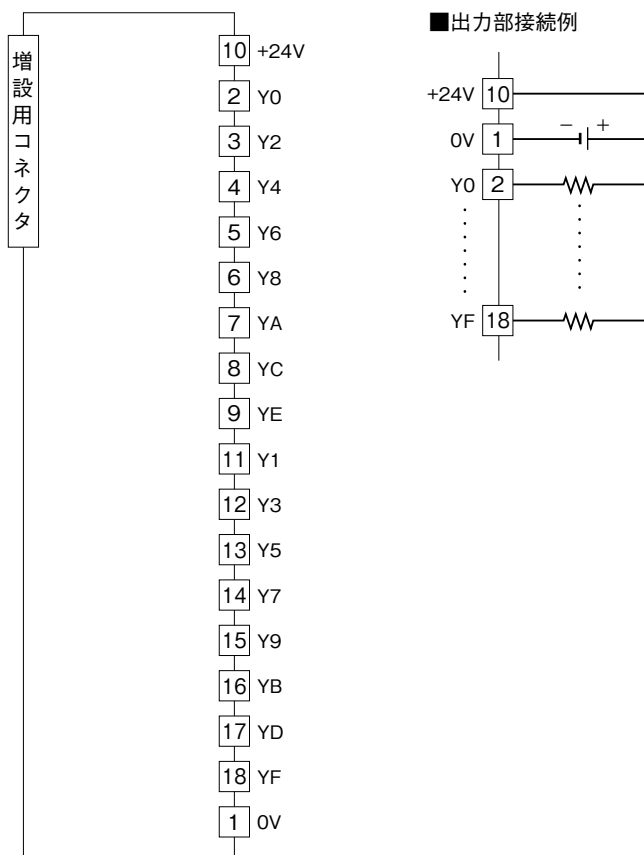 増設用コネクタ
10 +24V
2 Y0
3 Y2
4 Y4
5 Y6
6 Y8
7 YA
8 YC
9 YE
11 Y1
12 Y3
13 Y5
14 Y7
15 Y9
16 YB
17 YD
18 YF
1 0V
■出力部接続例
+24V 10
0V 1 − +
Y0 2
YF 18